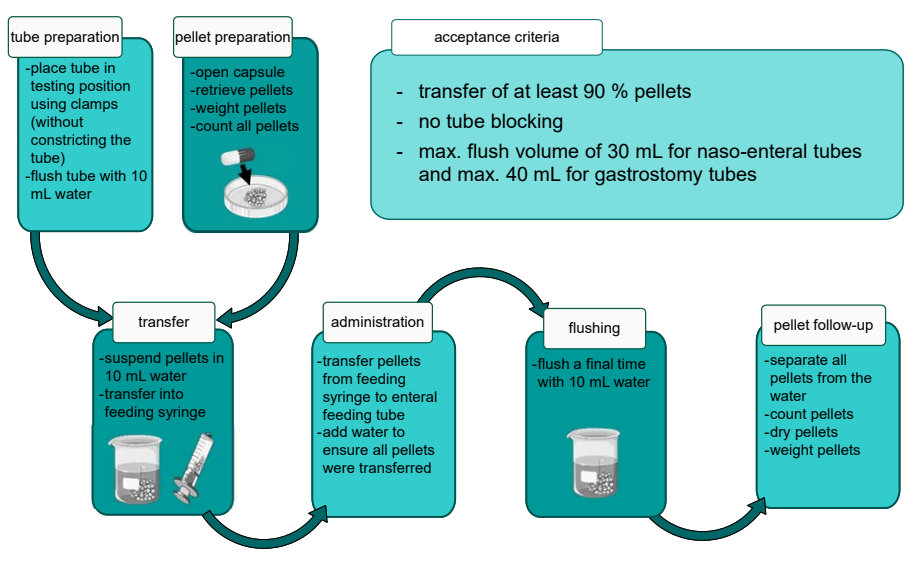 tube preparation
-place tube in
testing position
using clamps
(without
constricting the
tube)
-flush tube with 10
mL water
pellet preparation
-open capsule
-retrieve pellets
-weight pellets
-count all pellets
acceptance criteria
- transfer of at least 90 % pellets
- no tube blocking
- max. flush volume of 30 mL for naso-enteral tubes
and max. 40 mL for gastrostomy tubes
transfer
-suspend pellets in
10 mL water
-transfer into
feeding syringe
administration
-transfer pellets
from feeding
syringe to enteral
feeding tube
-add water to
ensure all pellets
were transferred
flushing
-flush a final time
with 10 mL water
pellet follow-up
-separate all
pellets from the
water
-count pellets
-dry pellets
-weight pellets